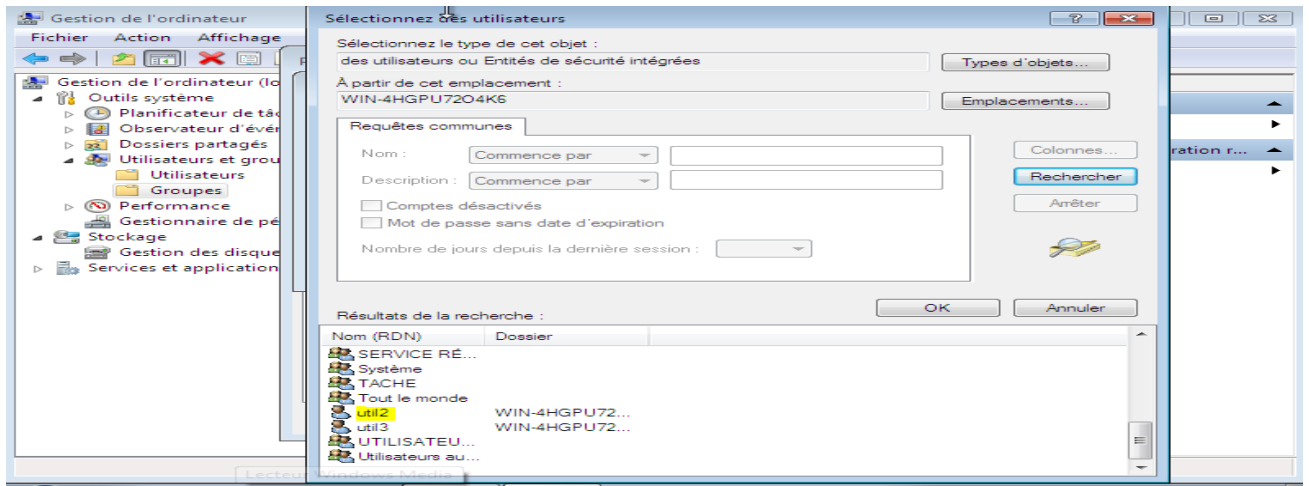 Gestion de l'ordinateur
Fichier Action Affichage
Gestion de l'ordinateur (lo
Outils système
Planificateur de tâc
Observateur d'évér
Dossiers partagés
Utilisateurs et grou
Utilisateurs
Groupes
Performance
Gestionnaire de pé
Stockage
Gestion des disque
Services et application
Sélectionnez des utilisateurs
Sélectionnez le type de cet objet :
des utilisateurs ou Entités de sécurité intégrées
Types d'objets...
À partir de cet emplacement :
WIN-4HGPU72O4K6
Emplacements...
Requêtes communes
Nom : Commence par
Colonnes...
Description : Commence par
Rechercher
Comptes désactivés
Arrêter
Mot de passe sans date d'expiration
Nombre de jours depuis la dernière session :
OK Annuler
Résultats de la recherche :
Nom (RDN) Dossier
SERVICE RÉ...
Système
TACHE
Tout le monde
util2 WIN-4HGPU72...
util3 WIN-4HGPU72...
UTILISATEU...
Utilisateurs au...
ration r...
Lecteur Windows Media